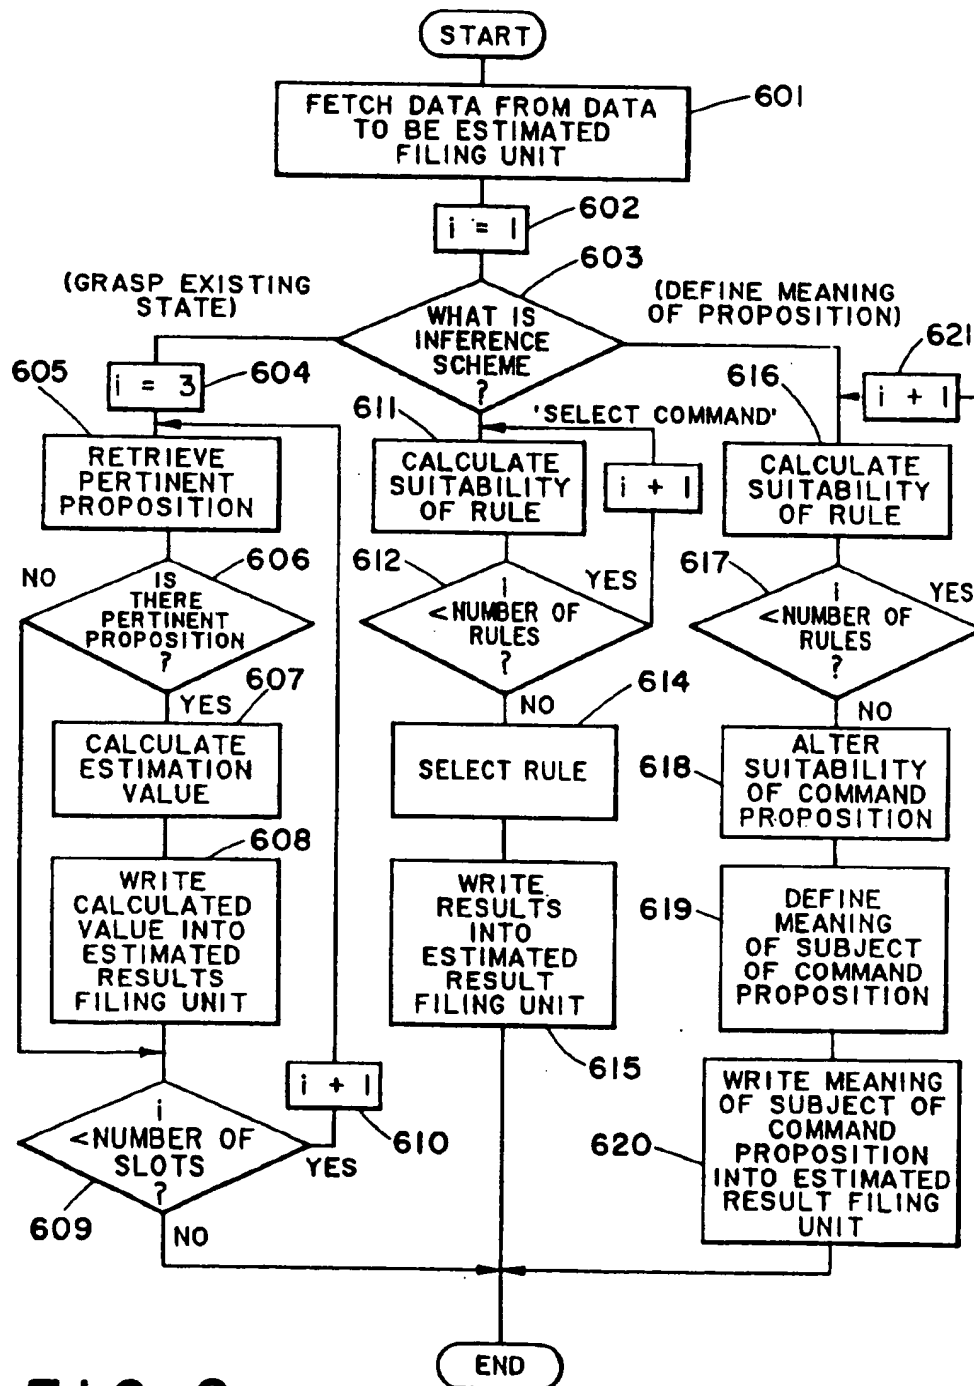 START
FETCH DATA FROM DATA
TO BE ESTIMATED
FILING UNIT
601
i = 1
602
603
(GRASP EXISTING
STATE)
WHAT IS
INFERENCE
SCHEME
?
(DEFINE MEANING
OF PROPOSITION)
621
i + 1
605
i = 3
604
611
'SELECT COMMAND'
616
RETRIEVE
PERTINENT
PROPOSITION
CALCULATE
SUITABILITY
OF RULE
i + 1
CALCULATE
SUITABILITY
OF RULE
NO
606
IS
THERE
PERTINENT
PROPOSITION
?
YES
612
i
<NUMBER OF
RULES
?
YES
NO
617
i
<NUMBER OF
RULES
?
YES
NO
607
CALCULATE
ESTIMATION
VALUE
614
SELECT RULE
618
ALTER
SUITABILITY
OF COMMAND
PROPOSITION
608
WRITE
CALCULATED
VALUE INTO
ESTIMATED
RESULTS
FILING UNIT
WRITE
RESULTS
INTO
ESTIMATED
RESULT
FILING UNIT
615
619
DEFINE
MEANING
OF SUBJECT
OF COMMAND
PROPOSITION
i + 1
610
i
<NUMBER OF
SLOTS
?
YES
609
NO
620
WRITE MEANING
OF SUBJECT OF
COMMAND
PROPOSITION
INTO ESTIMATED
RESULT FILING
UNIT
END